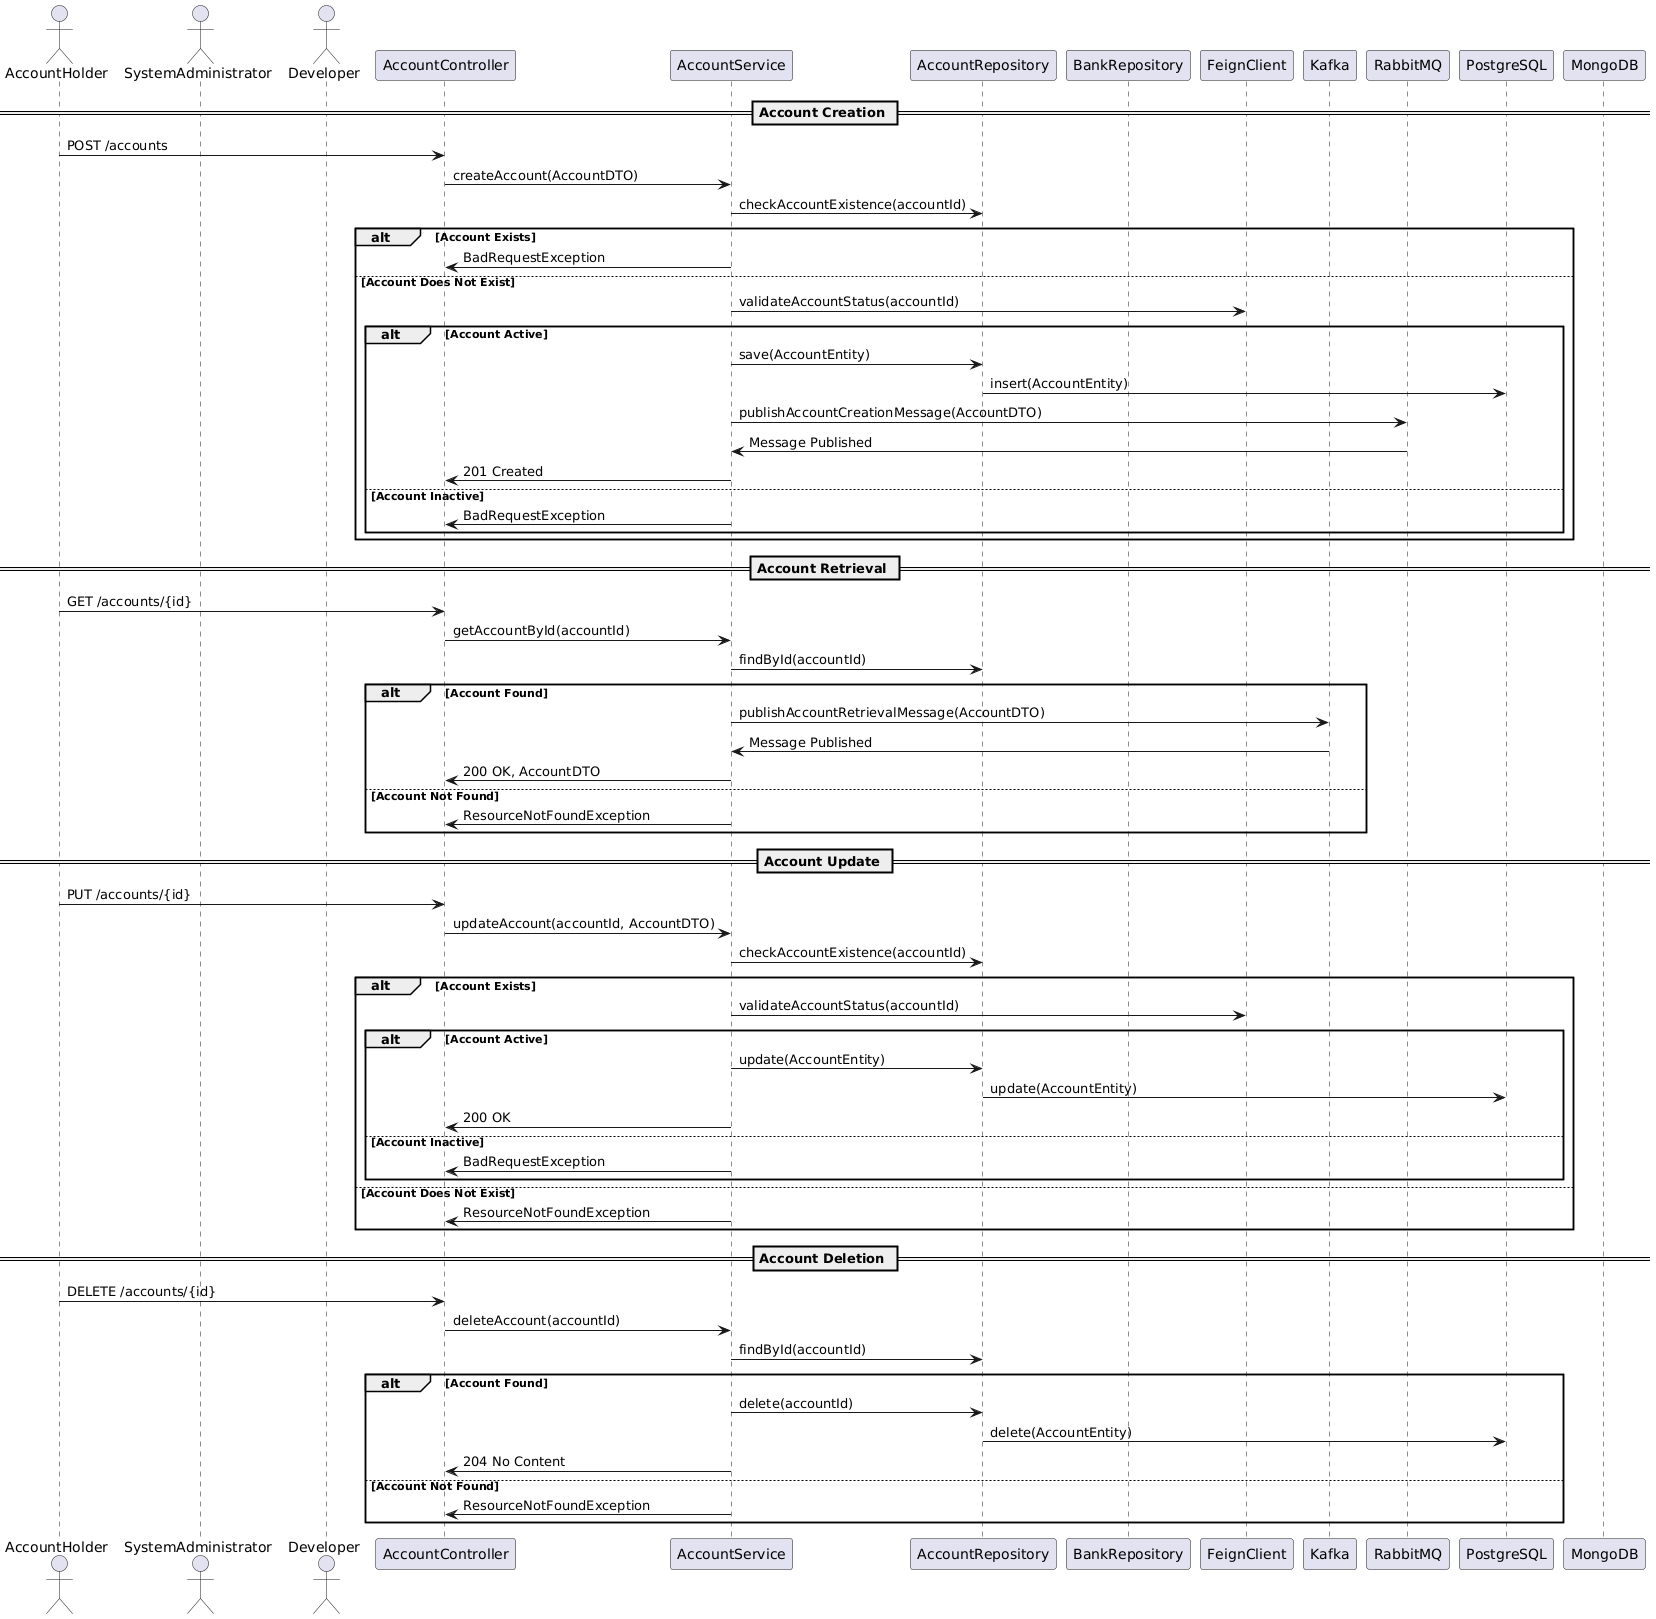 AccountHolder SystemAdministrator Developer AccountController AccountService AccountRepository BankRepository FeignClient Kafka RabbitMQ PostgreSQL MongoDB
Account Creation
POST /accounts
createAccount(AccountDTO)
checkAccountExistence(accountId)
alt [Account Exists]
BadRequestException
[Account Does Not Exist]
validateAccountStatus(accountId)
alt [Account Active]
save(AccountEntity)
insert(AccountEntity)
publishAccountCreationMessage(AccountDTO)
Message Published
201 Created
[Account Inactive]
BadRequestException
Account Retrieval
GET /accounts/{id}
getAccountById(accountId)
findById(accountId)
alt [Account Found]
publishAccountRetrievalMessage(AccountDTO)
Message Published
200 OK, AccountDTO
[Account Not Found]
ResourceNotFoundException
Account Update
PUT /accounts/{id}
updateAccount(accountId, AccountDTO)
checkAccountExistence(accountId)
alt [Account Exists]
validateAccountStatus(accountId)
alt [Account Active]
update(AccountEntity)
update(AccountEntity)
200 OK
[Account Inactive]
BadRequestException
[Account Does Not Exist]
ResourceNotFoundException
Account Deletion
DELETE /accounts/{id}
deleteAccount(accountId)
findById(accountId)
alt [Account Found]
delete(accountId)
delete(AccountEntity)
204 No Content
[Account Not Found]
ResourceNotFoundException
AccountHolder SystemAdministrator Developer AccountController AccountService AccountRepository BankRepository FeignClient Kafka RabbitMQ PostgreSQL MongoDB